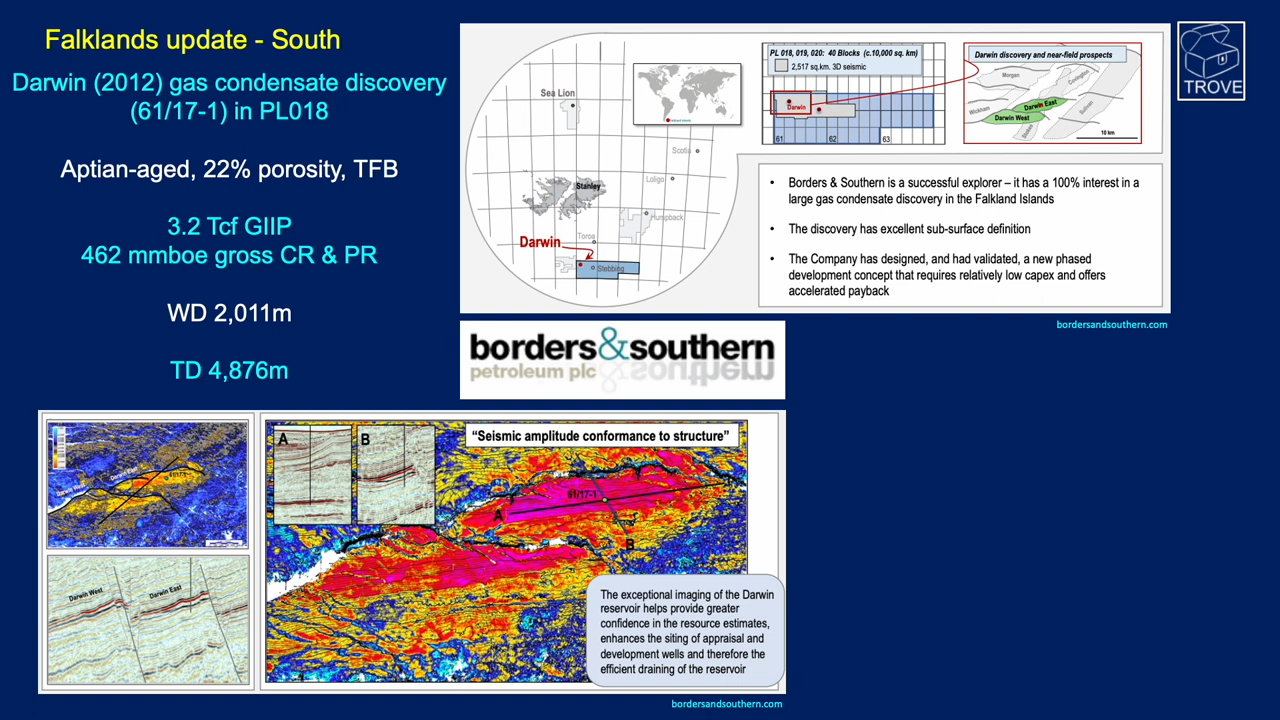 Falklands update - South
Darwin (2012) gas condensate discovery
(61/17-1) in PL018
Aptian-aged, 22% porosity, TFB
3.2 Tcf GIIP
462 mmboe gross CR & PR
WD 2,011m
TD 4,876m
Sea Lion
Scotia
Loligo
Stanley
Humpback
Toroa
Darwin
Stebbing
PL 018, 019, 020: 40 Blocks (c.10,000 sq. km)
2,517 sq.km. 3D seismic
Darwin
61
62
63
Darwin discovery and near-field prospects
Morgan
Covington
Wickham
Darwin East
Sulivan
Darwin West
Stokes
10 km
TROVE
• Borders & Southern is a successful explorer – it has a 100% interest in a
large gas condensate discovery in the Falkland Islands
• The discovery has excellent sub-surface definition
• The Company has designed, and had validated, a new phased
development concept that requires relatively low capex and offers
accelerated payback
bordersandsouthern.com
borders&southern
petroleum plc
Darwin West
Darwin East
61/17-1
Darwin West
Darwin East
A
B
"Seismic amplitude conformance to structure"
61/17-1
A
B
The exceptional imaging of the Darwin
reservoir helps provide greater
confidence in the resource estimates,
enhances the siting of appraisal and
development wells and therefore the
efficient draining of the reservoir
bordersandsouthern.com